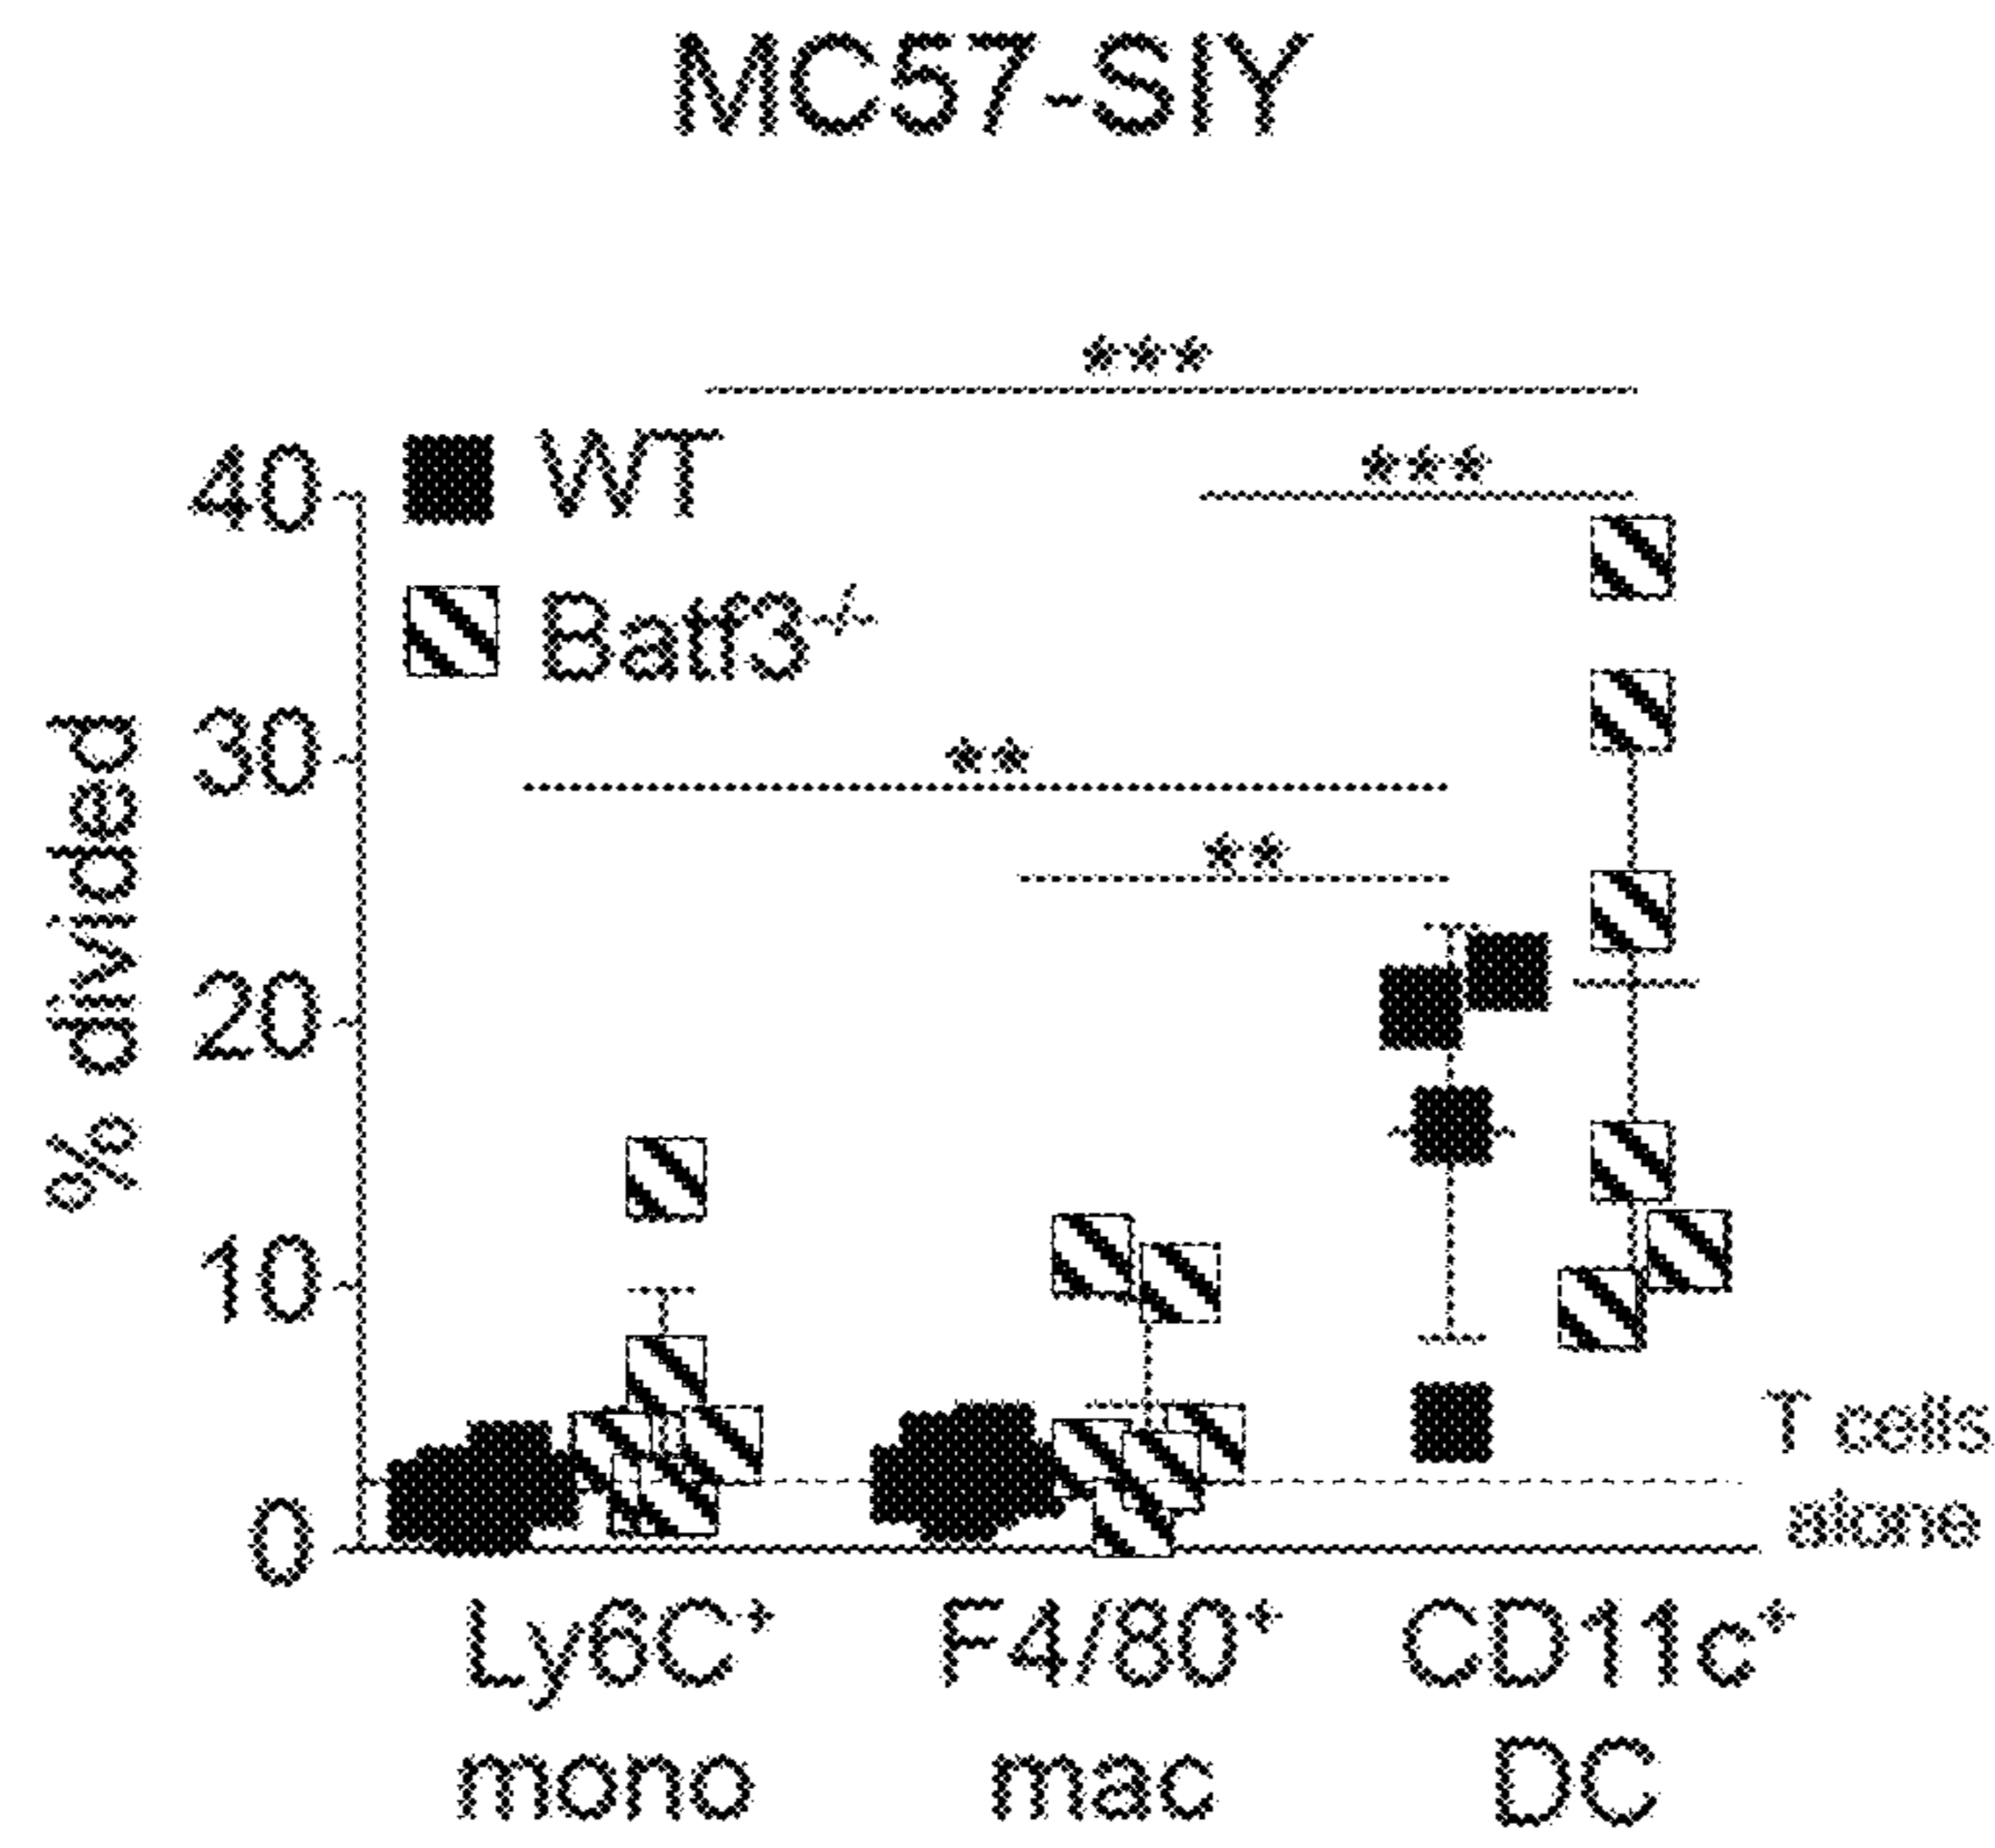 MC57-SIY
***
***
40
WT
Batf3-/-
30
**
**
% divided
20
10
0
T cells
alone
Ly6C+
mono
F4/80+
mac
CD11c+
DC